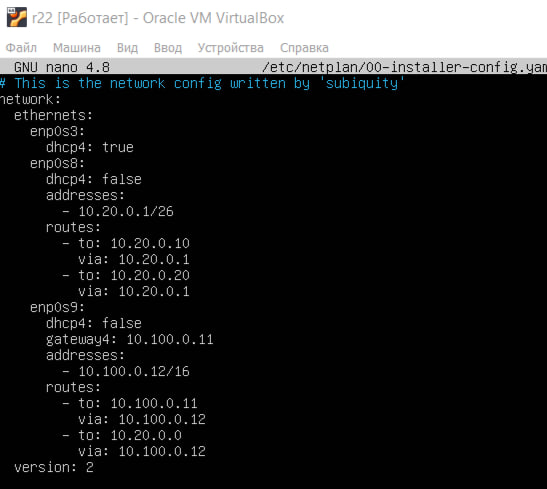 r22 [Работает] - Oracle VM VirtualBox
Файл Машина Вид Ввод Устройства Справка
GNU nano 4.8 /etc/netplan/00-installer-config.yam
# This is the network config written by 'subiquity'
network:
  ethernets:
    enp0s3:
      dhcp4: true
    enp0s8:
      dhcp4: false
      addresses:
        - 10.20.0.1/26
      routes:
        - to: 10.20.0.10
          via: 10.20.0.1
        - to: 10.20.0.20
          via: 10.20.0.1
    enp0s9:
      dhcp4: false
      gateway4: 10.100.0.11
      addresses:
        - 10.100.0.12/16
      routes:
        - to: 10.100.0.11
          via: 10.100.0.12
        - to: 10.20.0.0
          via: 10.100.0.12
  version: 2